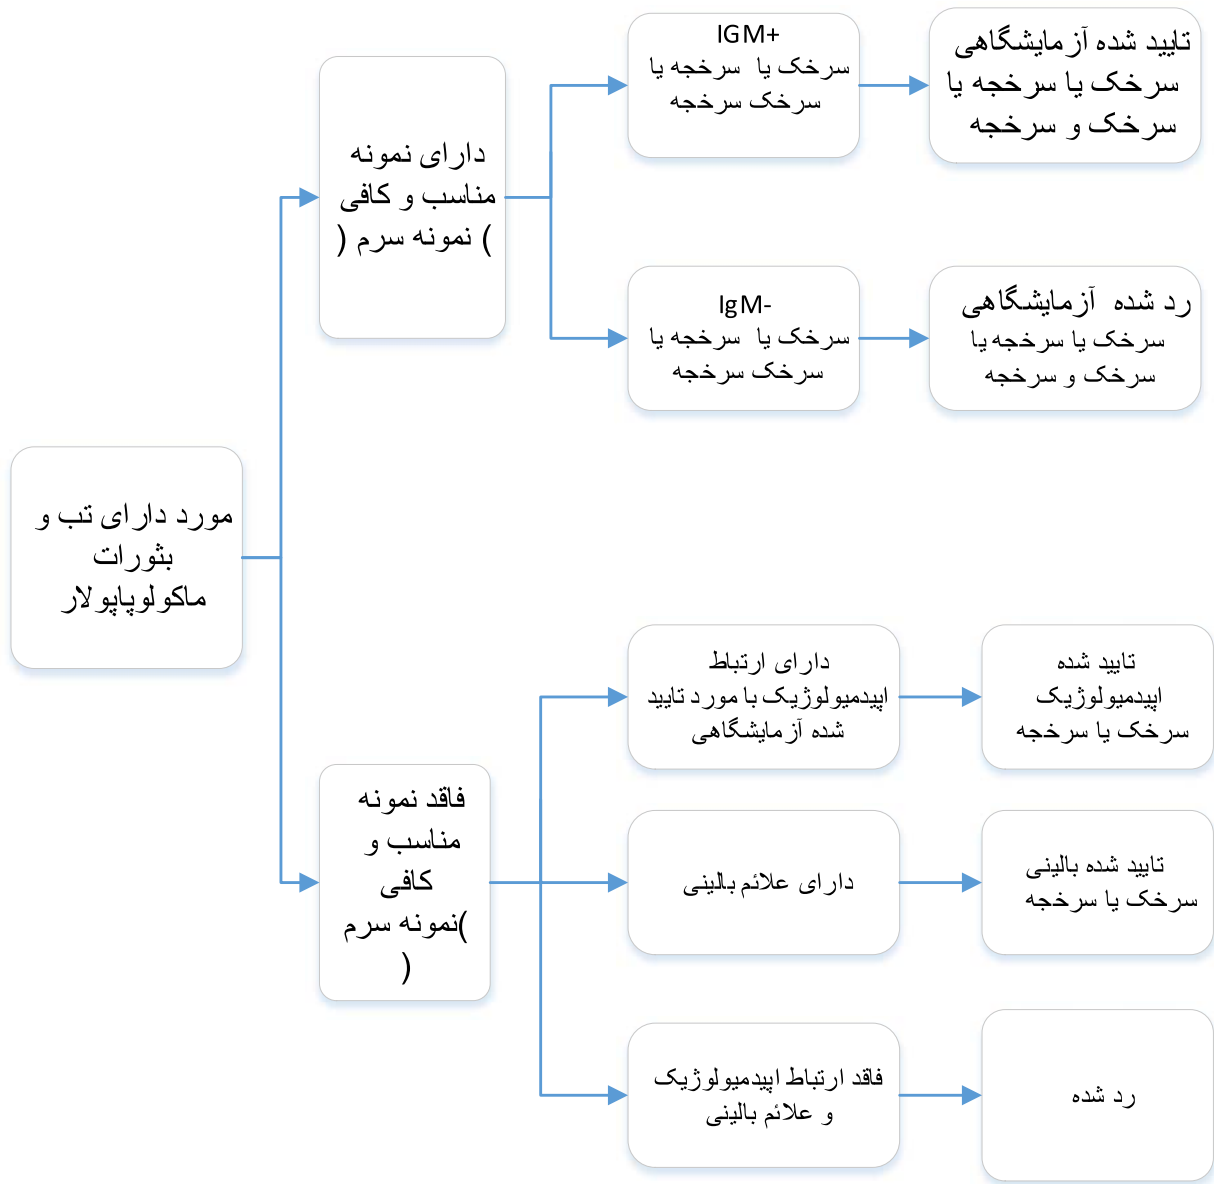 مورد دارای تب و
بثورات
ماکولوپاپولار
دارای نمونه
مناسب و کافی
( نمونه سرم )
IGM+
سرخک یا سرخجه یا
سرخک سرخجه
تایید شده آزمایشگاهی
سرخک یا سرخجه یا
سرخک و سرخجه
IgM-
سرخک یا سرخجه یا
سرخک سرخجه
رد شده آزمایشگاهی
سرخک یا سرخجه یا
سرخک و سرخجه
فاقد نمونه
مناسب و
کافی
(نمونه سرم
)
دارای ارتباط
اپیدمیولوژیک با مورد تایید
شده آزمایشگاهی
تایید شده
اپیدمیولوژیک
سرخک یا سرخجه
دارای علائم بالینی
تایید شده بالینی
سرخک یا سرخجه
فاقد ارتباط اپیدمیولوژیک
و علائم بالینی
رد شده